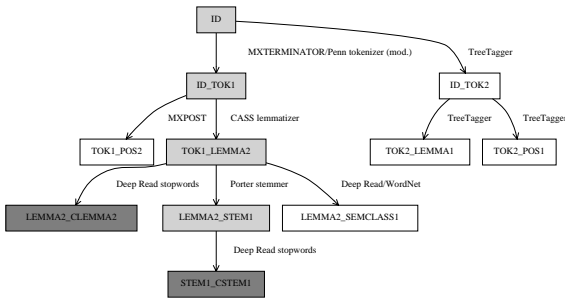 ID
MXTERMINATOR/Penn tokenizer (mod.)
TreeTagger
ID_TOK1
ID_TOK2
MXPOST
CASS lemmatizer
TreeTagger
TreeTagger
TOK1_POS2
TOK1_LEMMA2
TOK2_LEMMA1
TOK2_POS1
Deep Read stopwords
Porter stemmer
Deep Read/WordNet
LEMMA2_CLEMMA2
LEMMA2_STEM1
LEMMA2_SEMCLASS1
Deep Read stopwords
STEM1_CSTEM1